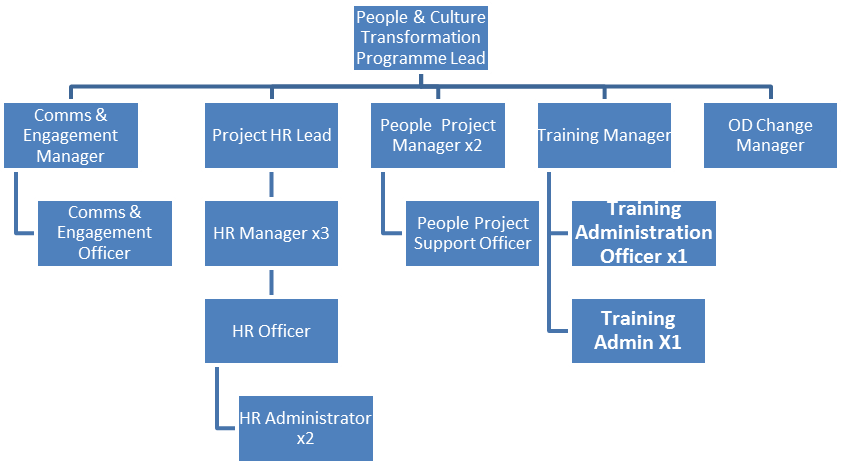 People & Culture
Transformation
Programme Lead
Comms &
Engagement
Manager
Project HR Lead
People Project
Manager x2
Training Manager
OD Change
Manager
Comms &
Engagement
Officer
HR Manager x3
People Project
Support Officer
Training
Administration
Officer x1
HR Officer
Training
Admin X1
HR Administrator
x2